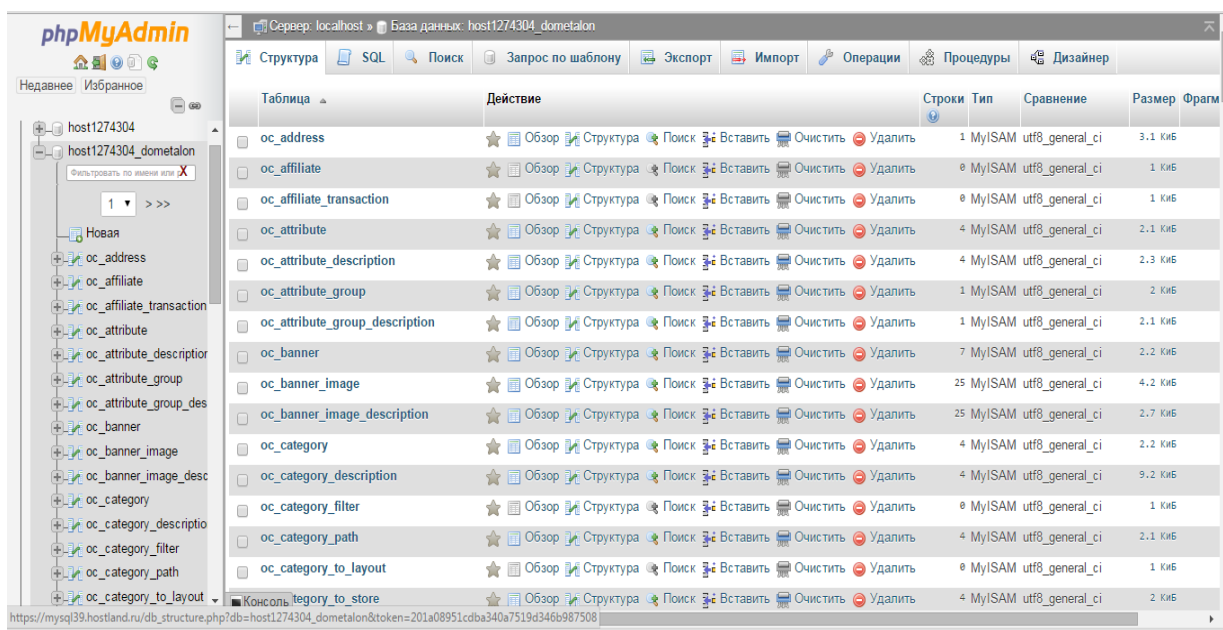 phpMyAdmin
Недавнее Избранное
host1274304
host1274304_dometalon
Фильтровать по имени или р X
1 > >>
Новая
oc_address
oc_affiliate
oc_affiliate_transaction
oc_attribute
oc_attribute_description
oc_attribute_group
oc_attribute_group_des
oc_banner
oc_banner_image
oc_banner_image_desc
oc_category
oc_category_descriptio
oc_category_filter
oc_category_path
oc_category_to_layout
Сервер: localhost » База данных: host1274304_dometalon
Структура SQL Поиск Запрос по шаблону Экспорт Импорт Операции Процедуры Дизайнер
Таблица Действие Строки Тип Сравнение Размер Фрагм
oc_address Обзор Структура Поиск Вставить Очистить Удалить 1 MyISAM utf8_general_ci 3.1 КиБ
oc_affiliate Обзор Структура Поиск Вставить Очистить Удалить 0 MyISAM utf8_general_ci 1 КиБ
oc_affiliate_transaction Обзор Структура Поиск Вставить Очистить Удалить 0 MyISAM utf8_general_ci 1 КиБ
oc_attribute Обзор Структура Поиск Вставить Очистить Удалить 4 MyISAM utf8_general_ci 2.1 КиБ
oc_attribute_description Обзор Структура Поиск Вставить Очистить Удалить 4 MyISAM utf8_general_ci 2.3 КиБ
oc_attribute_group Обзор Структура Поиск Вставить Очистить Удалить 1 MyISAM utf8_general_ci 2 КиБ
oc_attribute_group_description Обзор Структура Поиск Вставить Очистить Удалить 1 MyISAM utf8_general_ci 2.1 КиБ
oc_banner Обзор Структура Поиск Вставить Очистить Удалить 7 MyISAM utf8_general_ci 2.2 КиБ
oc_banner_image Обзор Структура Поиск Вставить Очистить Удалить 25 MyISAM utf8_general_ci 4.2 КиБ
oc_banner_image_description Обзор Структура Поиск Вставить Очистить Удалить 25 MyISAM utf8_general_ci 2.7 КиБ
oc_category Обзор Структура Поиск Вставить Очистить Удалить 4 MyISAM utf8_general_ci 2.2 КиБ
oc_category_description Обзор Структура Поиск Вставить Очистить Удалить 4 MyISAM utf8_general_ci 9.2 КиБ
oc_category_filter Обзор Структура Поиск Вставить Очистить Удалить 0 MyISAM utf8_general_ci 1 КиБ
oc_category_path Обзор Структура Поиск Вставить Очистить Удалить 4 MyISAM utf8_general_ci 2.1 КиБ
oc_category_to_layout Обзор Структура Поиск Вставить Очистить Удалить 0 MyISAM utf8_general_ci 1 КиБ
Консоль tegory_to_store Обзор Структура Поиск Вставить Очистить Удалить 4 MyISAM utf8_general_ci 2 КиБ
https://mysql39.hostland.ru/db_structure.php?db=host1274304_dometalon&token=201a08951cdba340a7519d346b987508